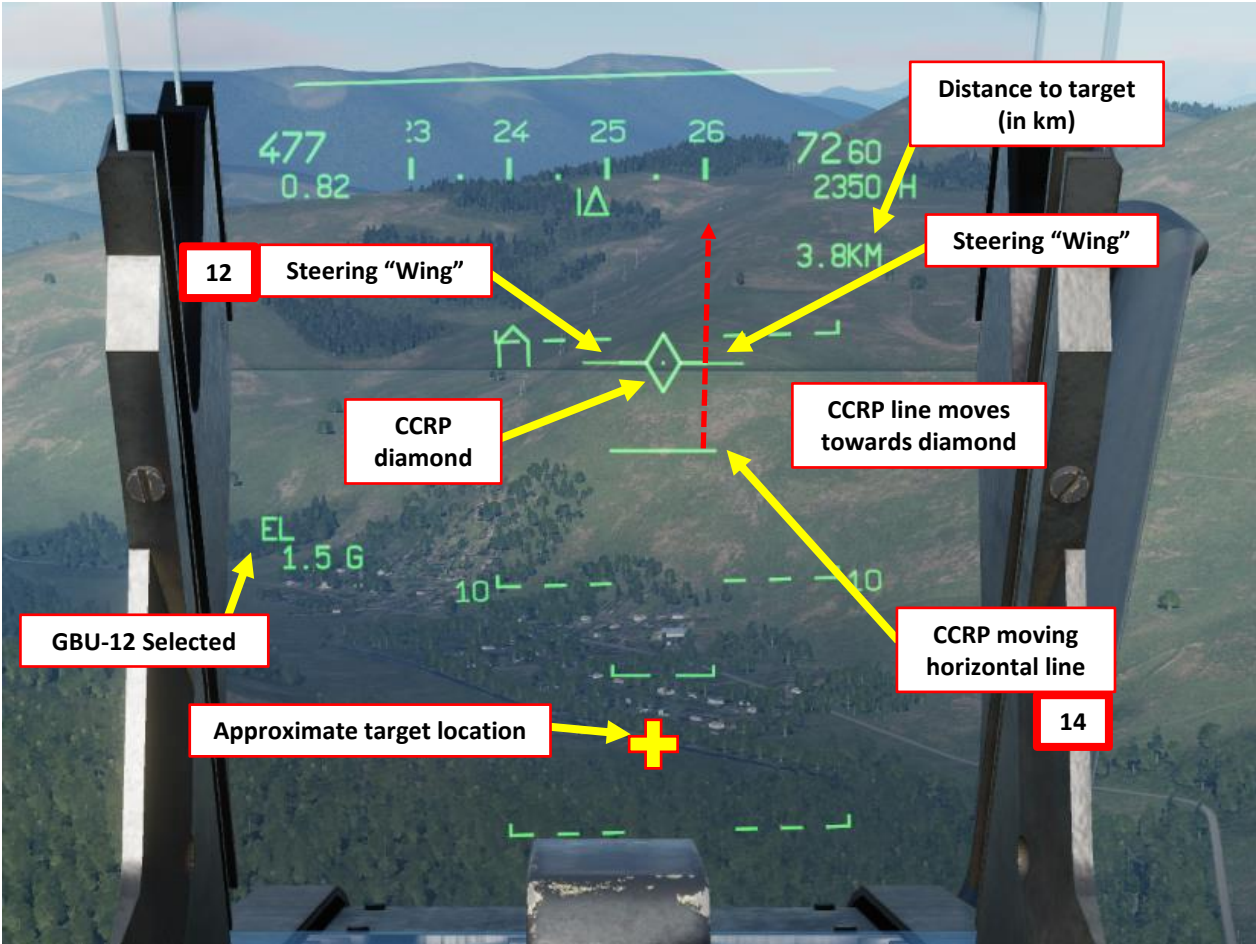 Distance to target
(in km)
477
0.82
23
24
25
26
7260
2350 H
3.8KM
12
Steering “Wing”
Steering “Wing”
CCRP
diamond
CCRP line moves
towards diamond
EL
1.5 G
10
10
GBU-12 Selected
CCRP moving
horizontal line
14
Approximate target location